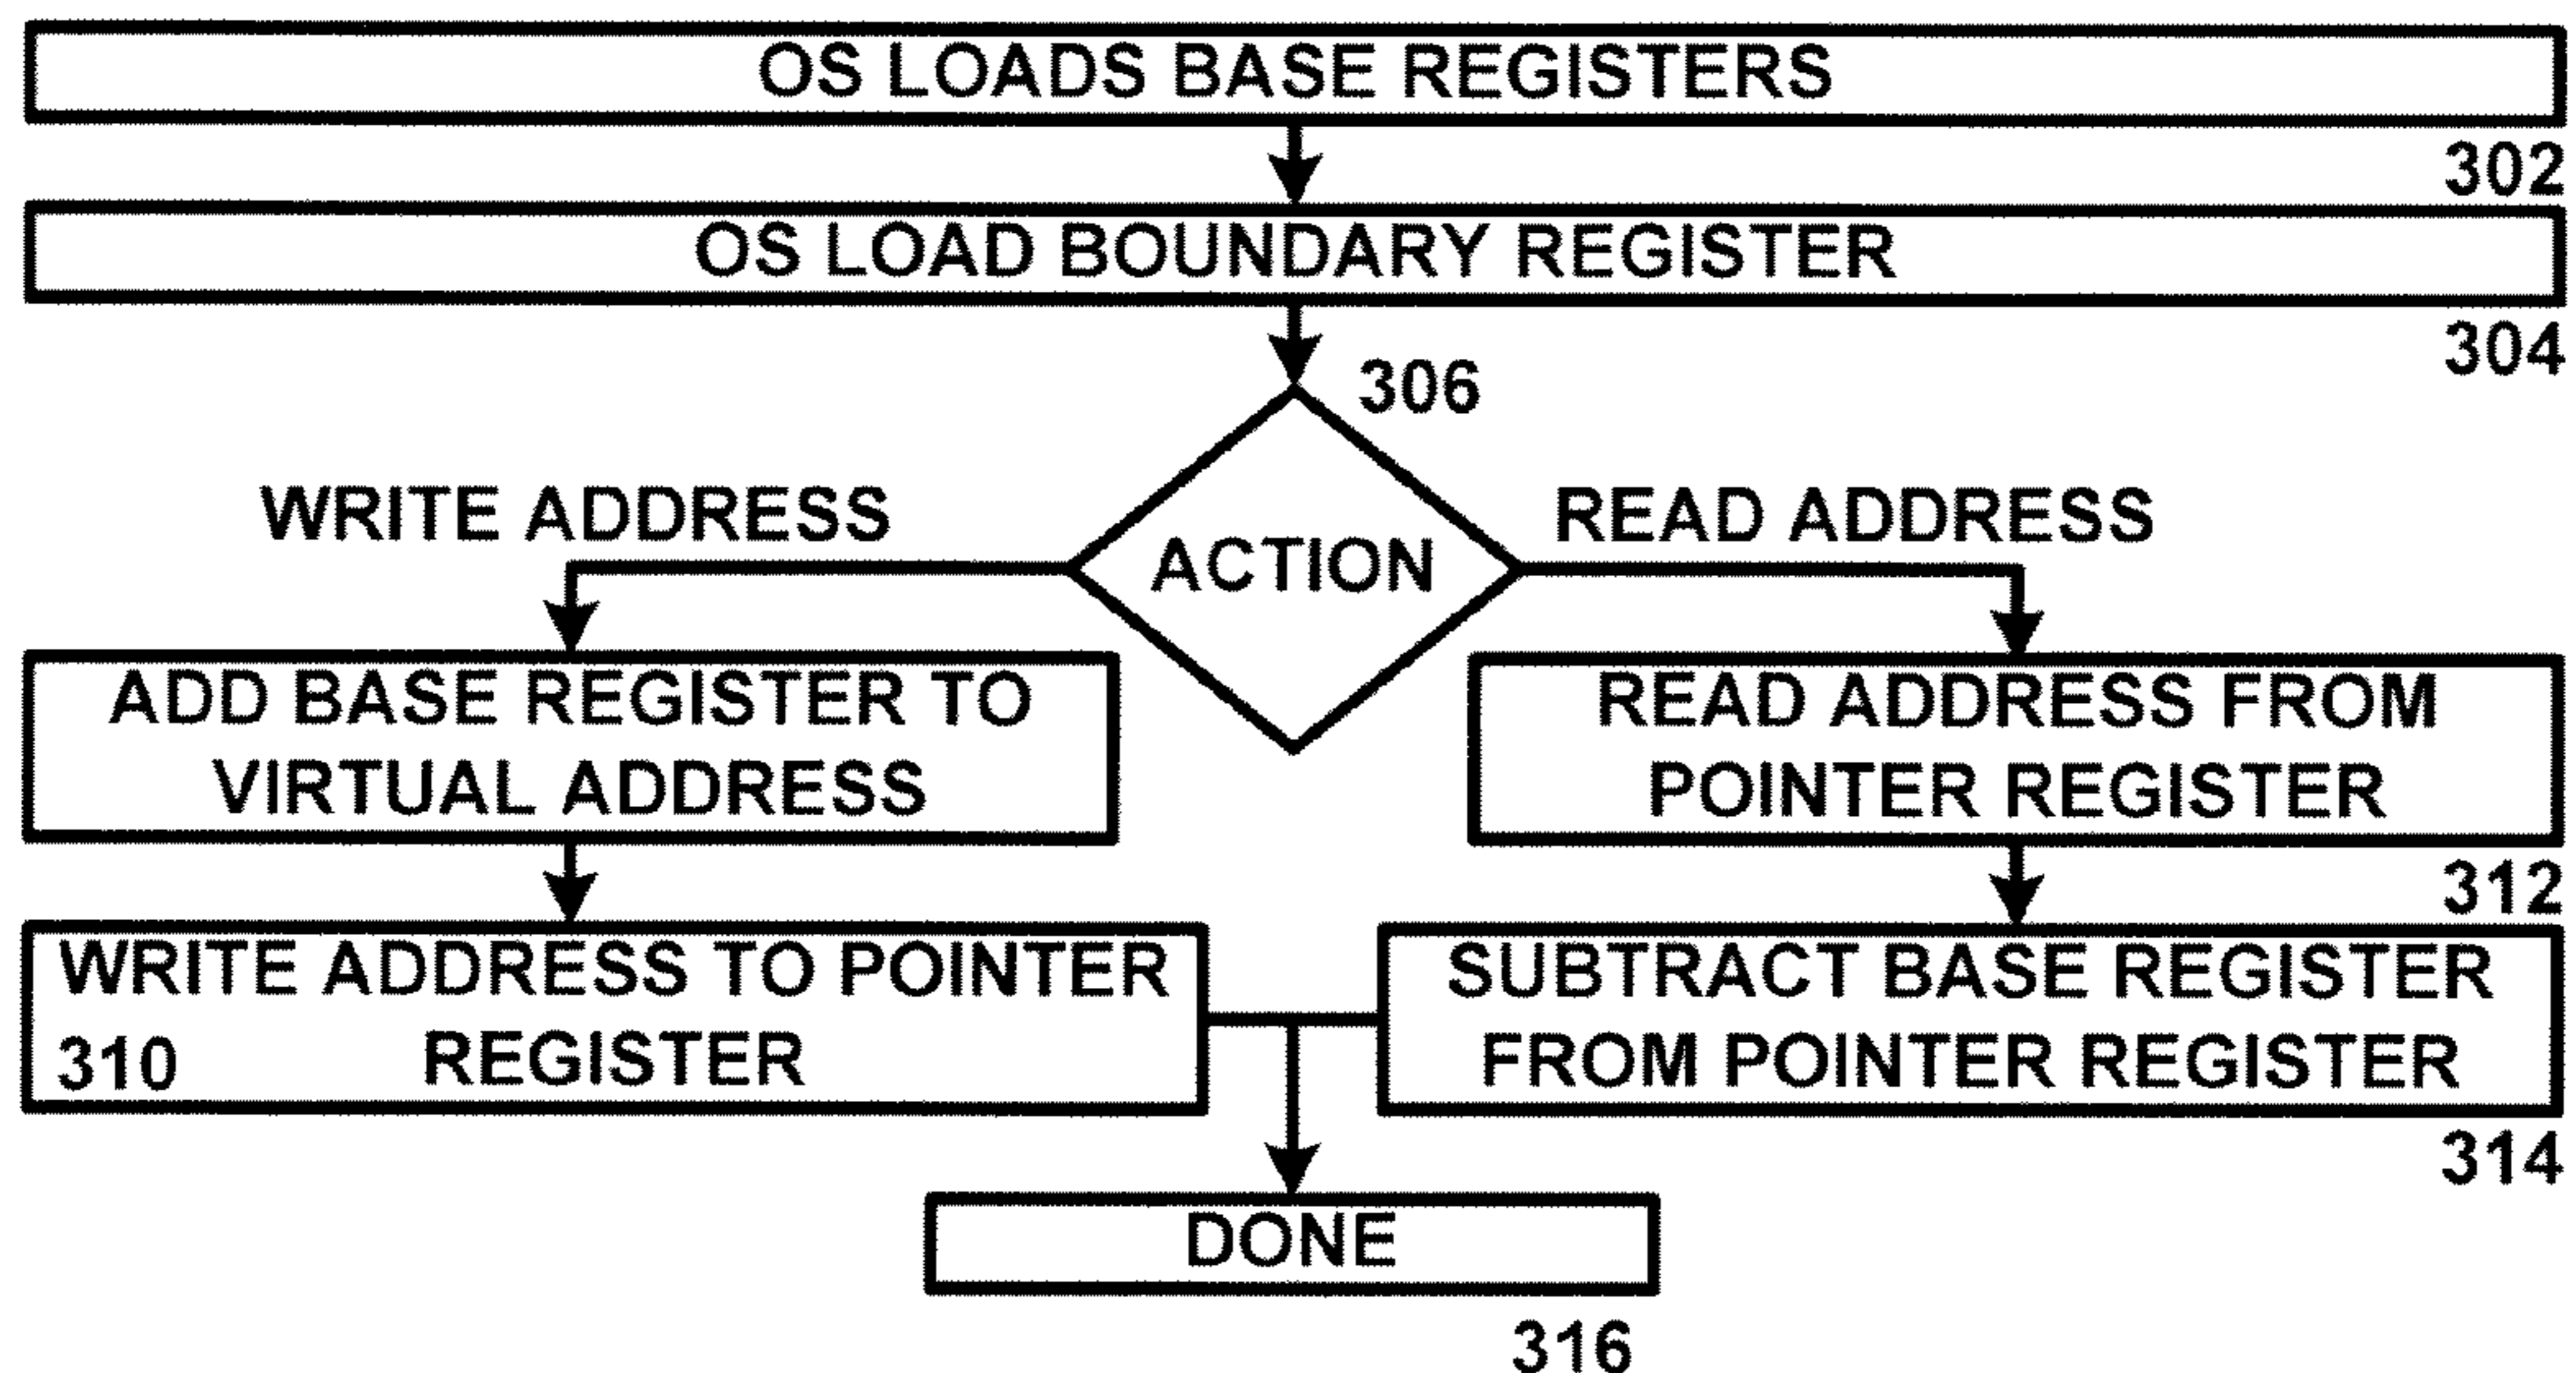 OS LOADS BASE REGISTERS
302
OS LOAD BOUNDARY REGISTER
304
306
WRITE ADDRESS
ACTION
READ ADDRESS
ADD BASE REGISTER TO
VIRTUAL ADDRESS
READ ADDRESS FROM
POINTER REGISTER
312
WRITE ADDRESS TO POINTER
310 REGISTER
SUBTRACT BASE REGISTER
FROM POINTER REGISTER
314
DONE
316